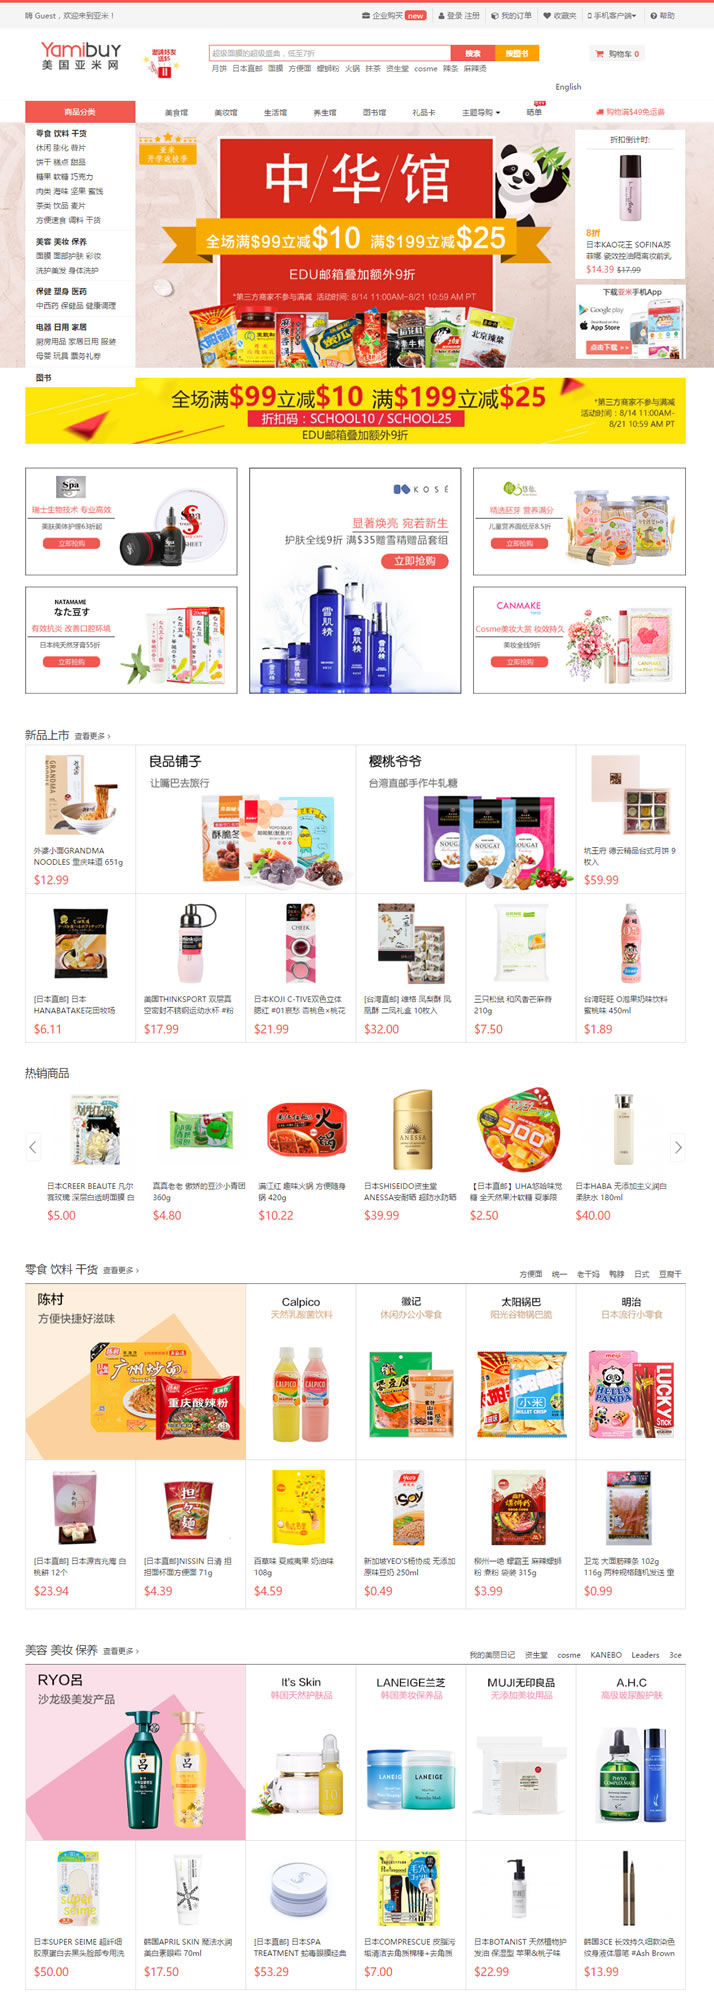 嗨 Guest，欢迎来到亚米！
企业购买 new
登录 注册
我的订单
收藏夹
手机客户端
帮助
Yamibuy
美国亚米网
邀请好友
送好礼
超级面膜的超级盛典，低至7折
搜索
按图书
购物车 0
月饼 日本直邮 面膜 方便面 螺蛳粉 火锅 抹茶 资生堂 cosme 辣条 麻辣烫
English
商品分类
美食馆
美妆馆
生活馆
养生馆
图书馆
礼品卡
主题导购
晒单
购物满$49免运费
零食 饮料 干货
休闲 膨化 薯片
饼干 糕点 甜品
糖果 软糖 巧克力
肉类 海味 坚果 蜜饯
茶类 饮品 麦片
方便速食 调料 干货
美容 美妆 保养
面膜 面部护肤 彩妆
洗护美发 身体洗护
保健 塑身 医药
中西药 保健品 健康调理
电器 日用 家居
厨房用品 家居日用 服装
母婴 玩具 票务礼券
图书
亚米
开学返校季
中/华/馆
全场满$99立减$10 满$199立减$25
EDU邮箱叠加额外9折
*第三方商家不参与满减 活动时间: 8/14 11:00AM~8/21 10:59 AM PT
折扣倒计时:
8折
日本KAO花王 SOFINA苏
菲娜 瓷效控油隔离妆前乳
$14.39 $17.99
下载亚米手机App
Google play
App Store
点击下载 >>
全场满$99立减$10 满$199立减$25
折扣码：SCHOOL10 / SCHOOL25
EDU邮箱叠加额外9折
*第三方商家不参与满减
活动时间：8/14 11:00AM~
8/21 10:59 AM PT
Spa
瑞士生物技术 专业高效
美肤美体护理63折起
立即抢购
NATAMAME
なた豆す
有效抗炎 改善口腔环境
日本纯天然牙膏55折
立即抢购
KOSÉ
显著焕亮 宛若新生
护肤全线9折 满$35赠雪精赠品套组
立即抢购
雪肌精
精选胚芽 营养满分
儿童营养面低至8.5折
立即抢购
CANMAKE
Cosme美妆大赏 妆效持久
美妆全线9折
立即抢购
新品上市 查看更多 ›
外婆小面GRANDMA
NOODLES 重庆味道 651g
$12.99
良品铺子
让嘴巴去旅行
樱桃爷爷
台湾直邮手作牛轧糖
坑王府 德云精品台式月饼 9
枚入
$59.99
[日本直邮] 日本
HANABATAKE花田牧场
$6.11
美国THINKSPORT 双层真
空密封不锈钢运动水杯 #粉
$17.99
日本KOJI C-TIVE双色立体
腮红 #01哀愁 杏桃色×桃花
$21.99
[台湾直邮] 维格 凤梨酥 凤
凰酥 二凤礼盒 10枚入
$32.00
三只松鼠 和风香芒麻薯
210g
$7.50
台湾旺旺 O泡果奶味饮料
蜜桃味 450ml
$1.89
热销商品
日本CREER BEAUTE 凡尔
赛玫瑰 深层白透明面膜 白
$5.00
真真老老 傲娇的豆沙小青团
360g
$4.80
满江红 趣味火锅 方便随身
锅 420g
$10.22
日本SHISEIDO资生堂
ANESSA安耐晒 超防水防晒
$39.99
【日本直邮】UHA悠哈味觉
糖 全天然果汁软糖 夏季限
$2.50
日本HABA 无添加主义润白
柔肤水 180ml
$40.00
零食 饮料 干货 查看更多 ›
方便面 统一 老干妈 鸭脖 日式 豆腐干
陈村
方便快捷好滋味
广州炒面
重庆酸辣粉
Calpico
天然乳酸菌饮料
徽记
休闲办公小零食
太阳锅巴
阳光谷物锅巴脆
明治
日本流行小零食
[日本直邮] 日本源吉兆庵 白
桃餅 12个
$23.94
[日本直邮]NISSIN 日清 担
担面杯面方便面 71g
$4.39
百草味 夏威夷果 奶油味
108g
$4.59
新加坡YEO'S杨协成 无添加
原味豆奶 250ml
$0.49
柳州一绝 螺霸王 麻辣螺蛳
粉 煮粉 袋装 315g
$3.99
卫龙 大面筋辣条 102g
116g 两种规格随机发送 重
$0.99
美容 美妆 保养 查看更多 ›
我的美丽日记 资生堂 cosme KANEBO Leaders 3ce
RYO呂
沙龙级美发产品
It's Skin
韩国天然护肤品
LANEIGE兰芝
韩国美妆保养品
MUJI无印良品
无添加美妆用品
A.H.C
高级玻尿酸护肤
日本SUPER SEIME 超纤细
胶原蛋白去黑头脸部专用洗
$50.00
韩国APRIL SKIN 魔法水润
美白素眼霜 70ml
$17.50
[日本直邮] 日本SPA
TREATMENT 蛇毒眼膜经典
$53.29
日本COMPRESCUE 皮脂污
垢清洁去角质棉棒+去角质
$7.00
日本BOTANIST 天然植物护
发油 保湿型 苹果&桃子味
$22.99
韩国3CE 长效持久细款染色
纹身液体眉笔 #Ash Brown
$13.99